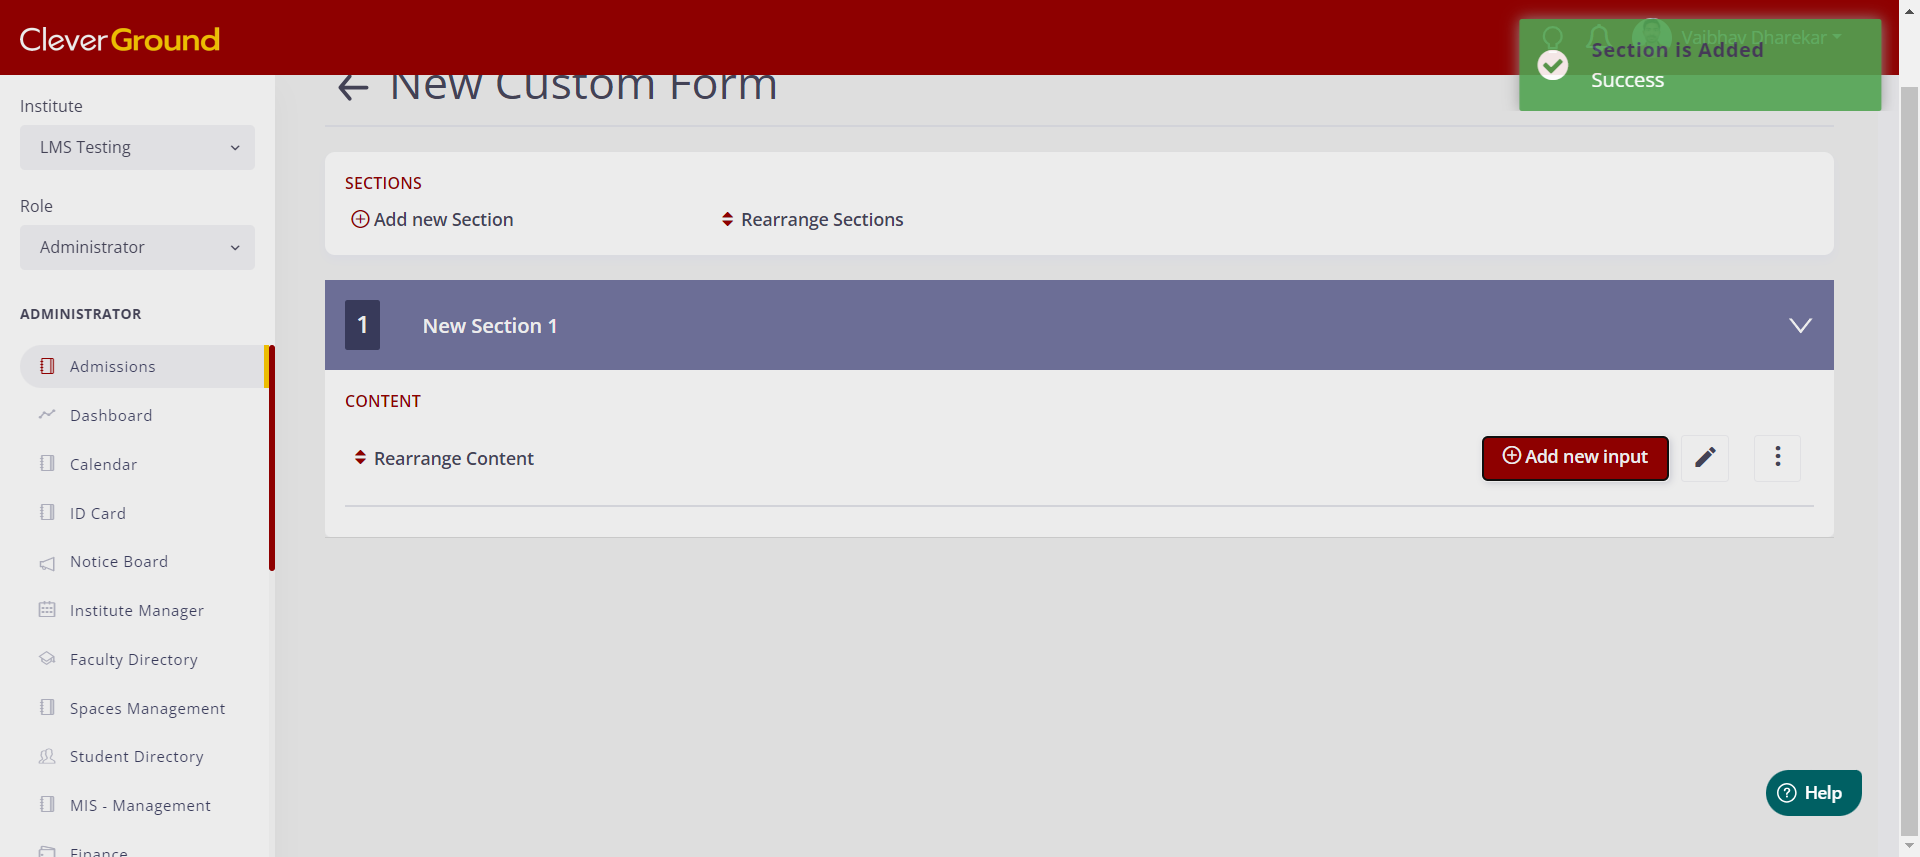 CleverGround
Vaibhav Dharekar
Section is Added
Success
New Custom Form
Institute
LMS Testing
Role
Administrator
ADMINISTRATOR
Admissions
Dashboard
Calendar
ID Card
Notice Board
Institute Manager
Faculty Directory
Spaces Management
Student Directory
MIS - Management
Finance
SECTIONS
Add new Section
Rearrange Sections
1
New Section 1
CONTENT
Rearrange Content
Add new input
Help